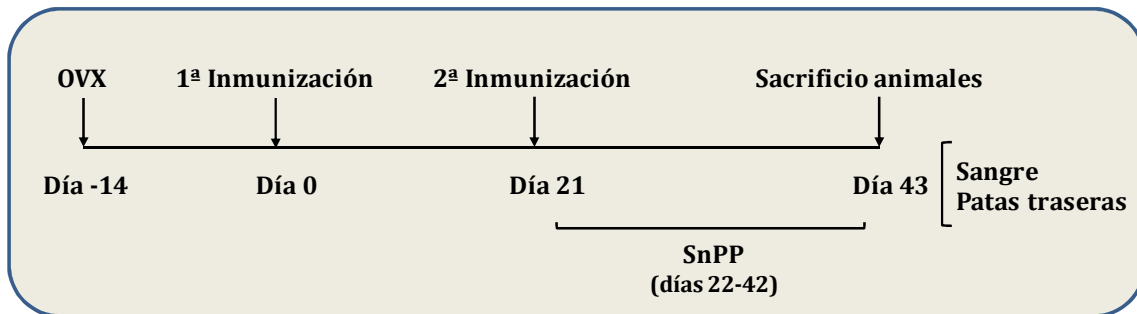 OVX
1ª Inmunización
2ª Inmunización
Sacrificio animales
Día -14
Día 0
Día 21
Día 43
Sangre
Patas traseras
SnPP
(días 22-42)